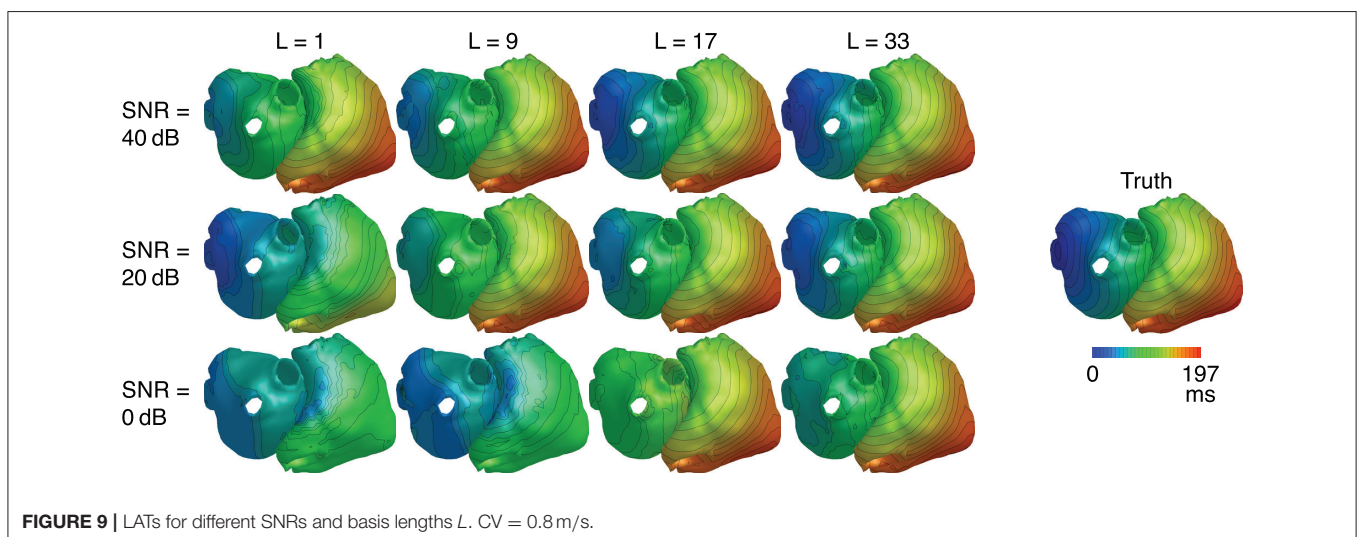 L = 1 L = 9 L = 17 L = 33
SNR =
40 dB
SNR =
20 dB
SNR =
0 dB
Truth
0 197
ms
FIGURE 9 | LATs for different SNRs and basis lengths L. CV = 0.8 m/s.